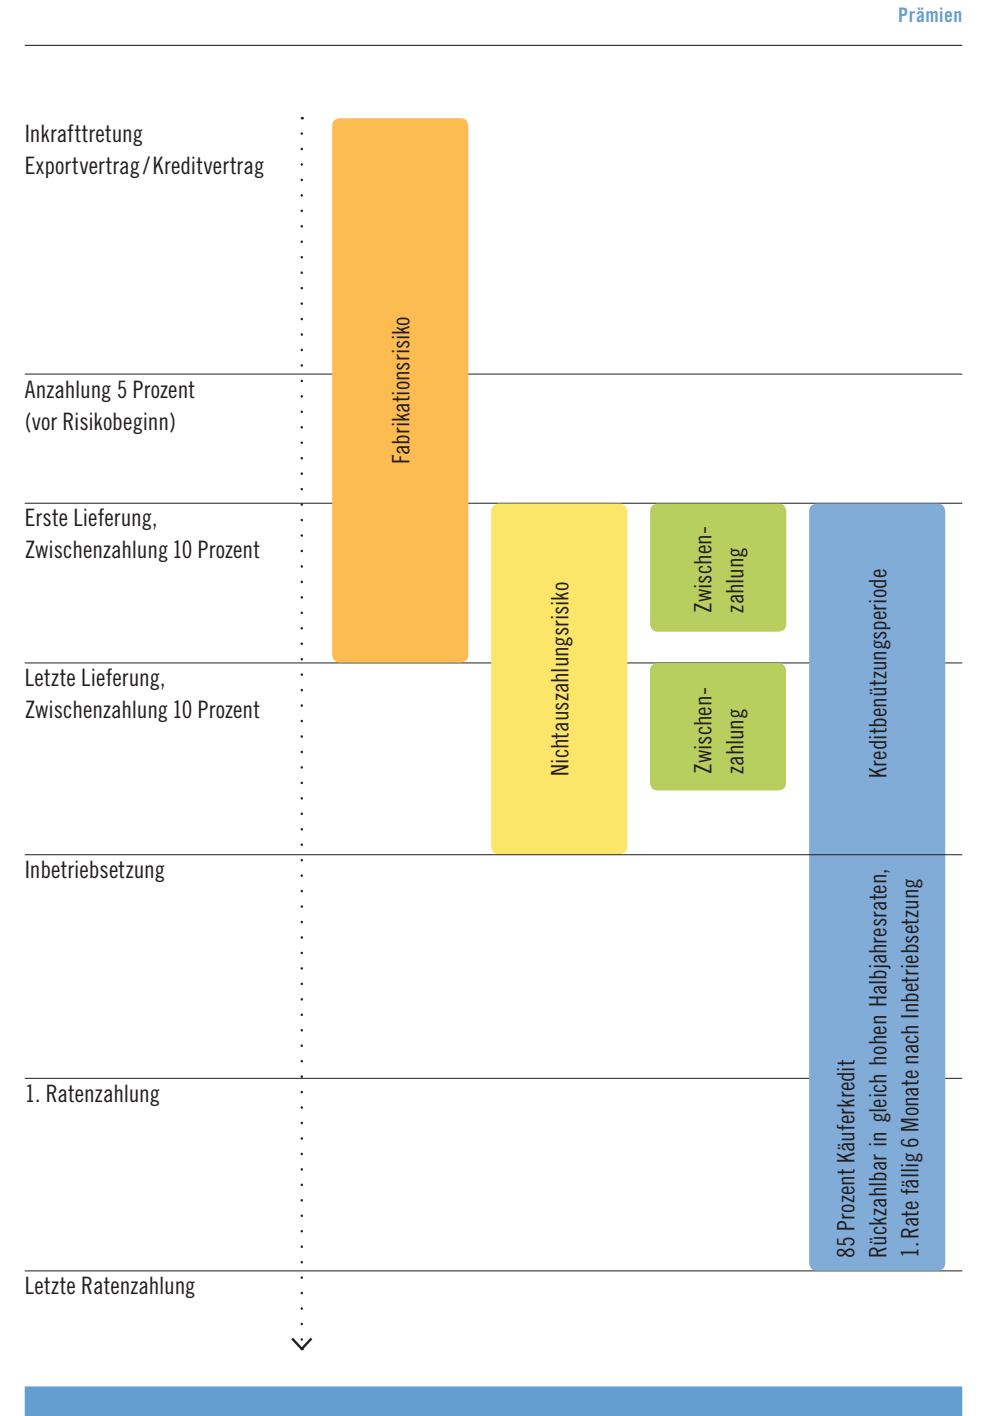 Prämien
Inkrafttretung
Exportvertrag/Kreditvertrag
Fabrikationsrisiko
Anzahlung 5 Prozent
(vor Risikobeginn)
Erste Lieferung,
Zwischenzahlung 10 Prozent
Nichtauszahlungsrisiko
Zwischen-
zahlung
Kreditbenützungsperiode
Letzte Lieferung,
Zwischenzahlung 10 Prozent
Zwischen-
zahlung
Inbetriebsetzung
85 Prozent Käuferkredit
Rückzahlbar in gleich hohen Halbjahresraten,
1. Rate fällig 6 Monate nach Inbetriebsetzung
1. Ratenzahlung
Letzte Ratenzahlung